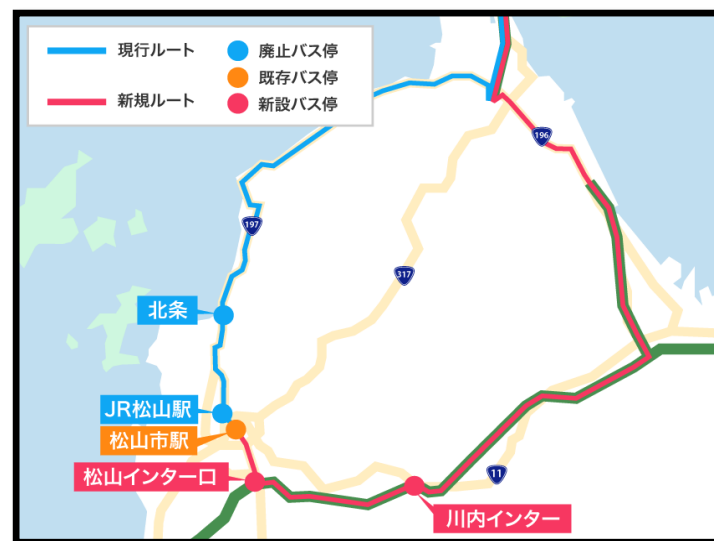 現行ルート
廃止バス停
既存バス停
新規ルート
新設バス停
196
197
317
北条
JR松山駅
松山市駅
松山インター口
11
川内インター